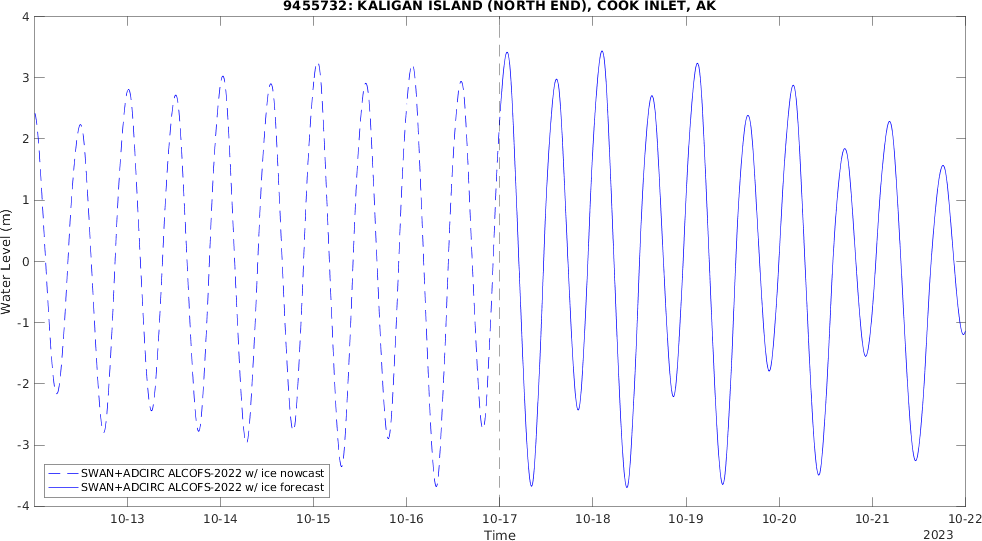 9455732: KALIGAN ISLAND (NORTH END), COOK INLET, AK
4
3
2
1
0
-1
-2
-3
-4
Water Level (m)
SWAN+ADCIRC ALCOFS-2022 w/ ice nowcast
SWAN+ADCIRC ALCOFS-2022 w/ ice forecast
10-13 10-14 10-15 10-16 10-17 10-18 10-19 10-20 10-21 10-22
Time
2023